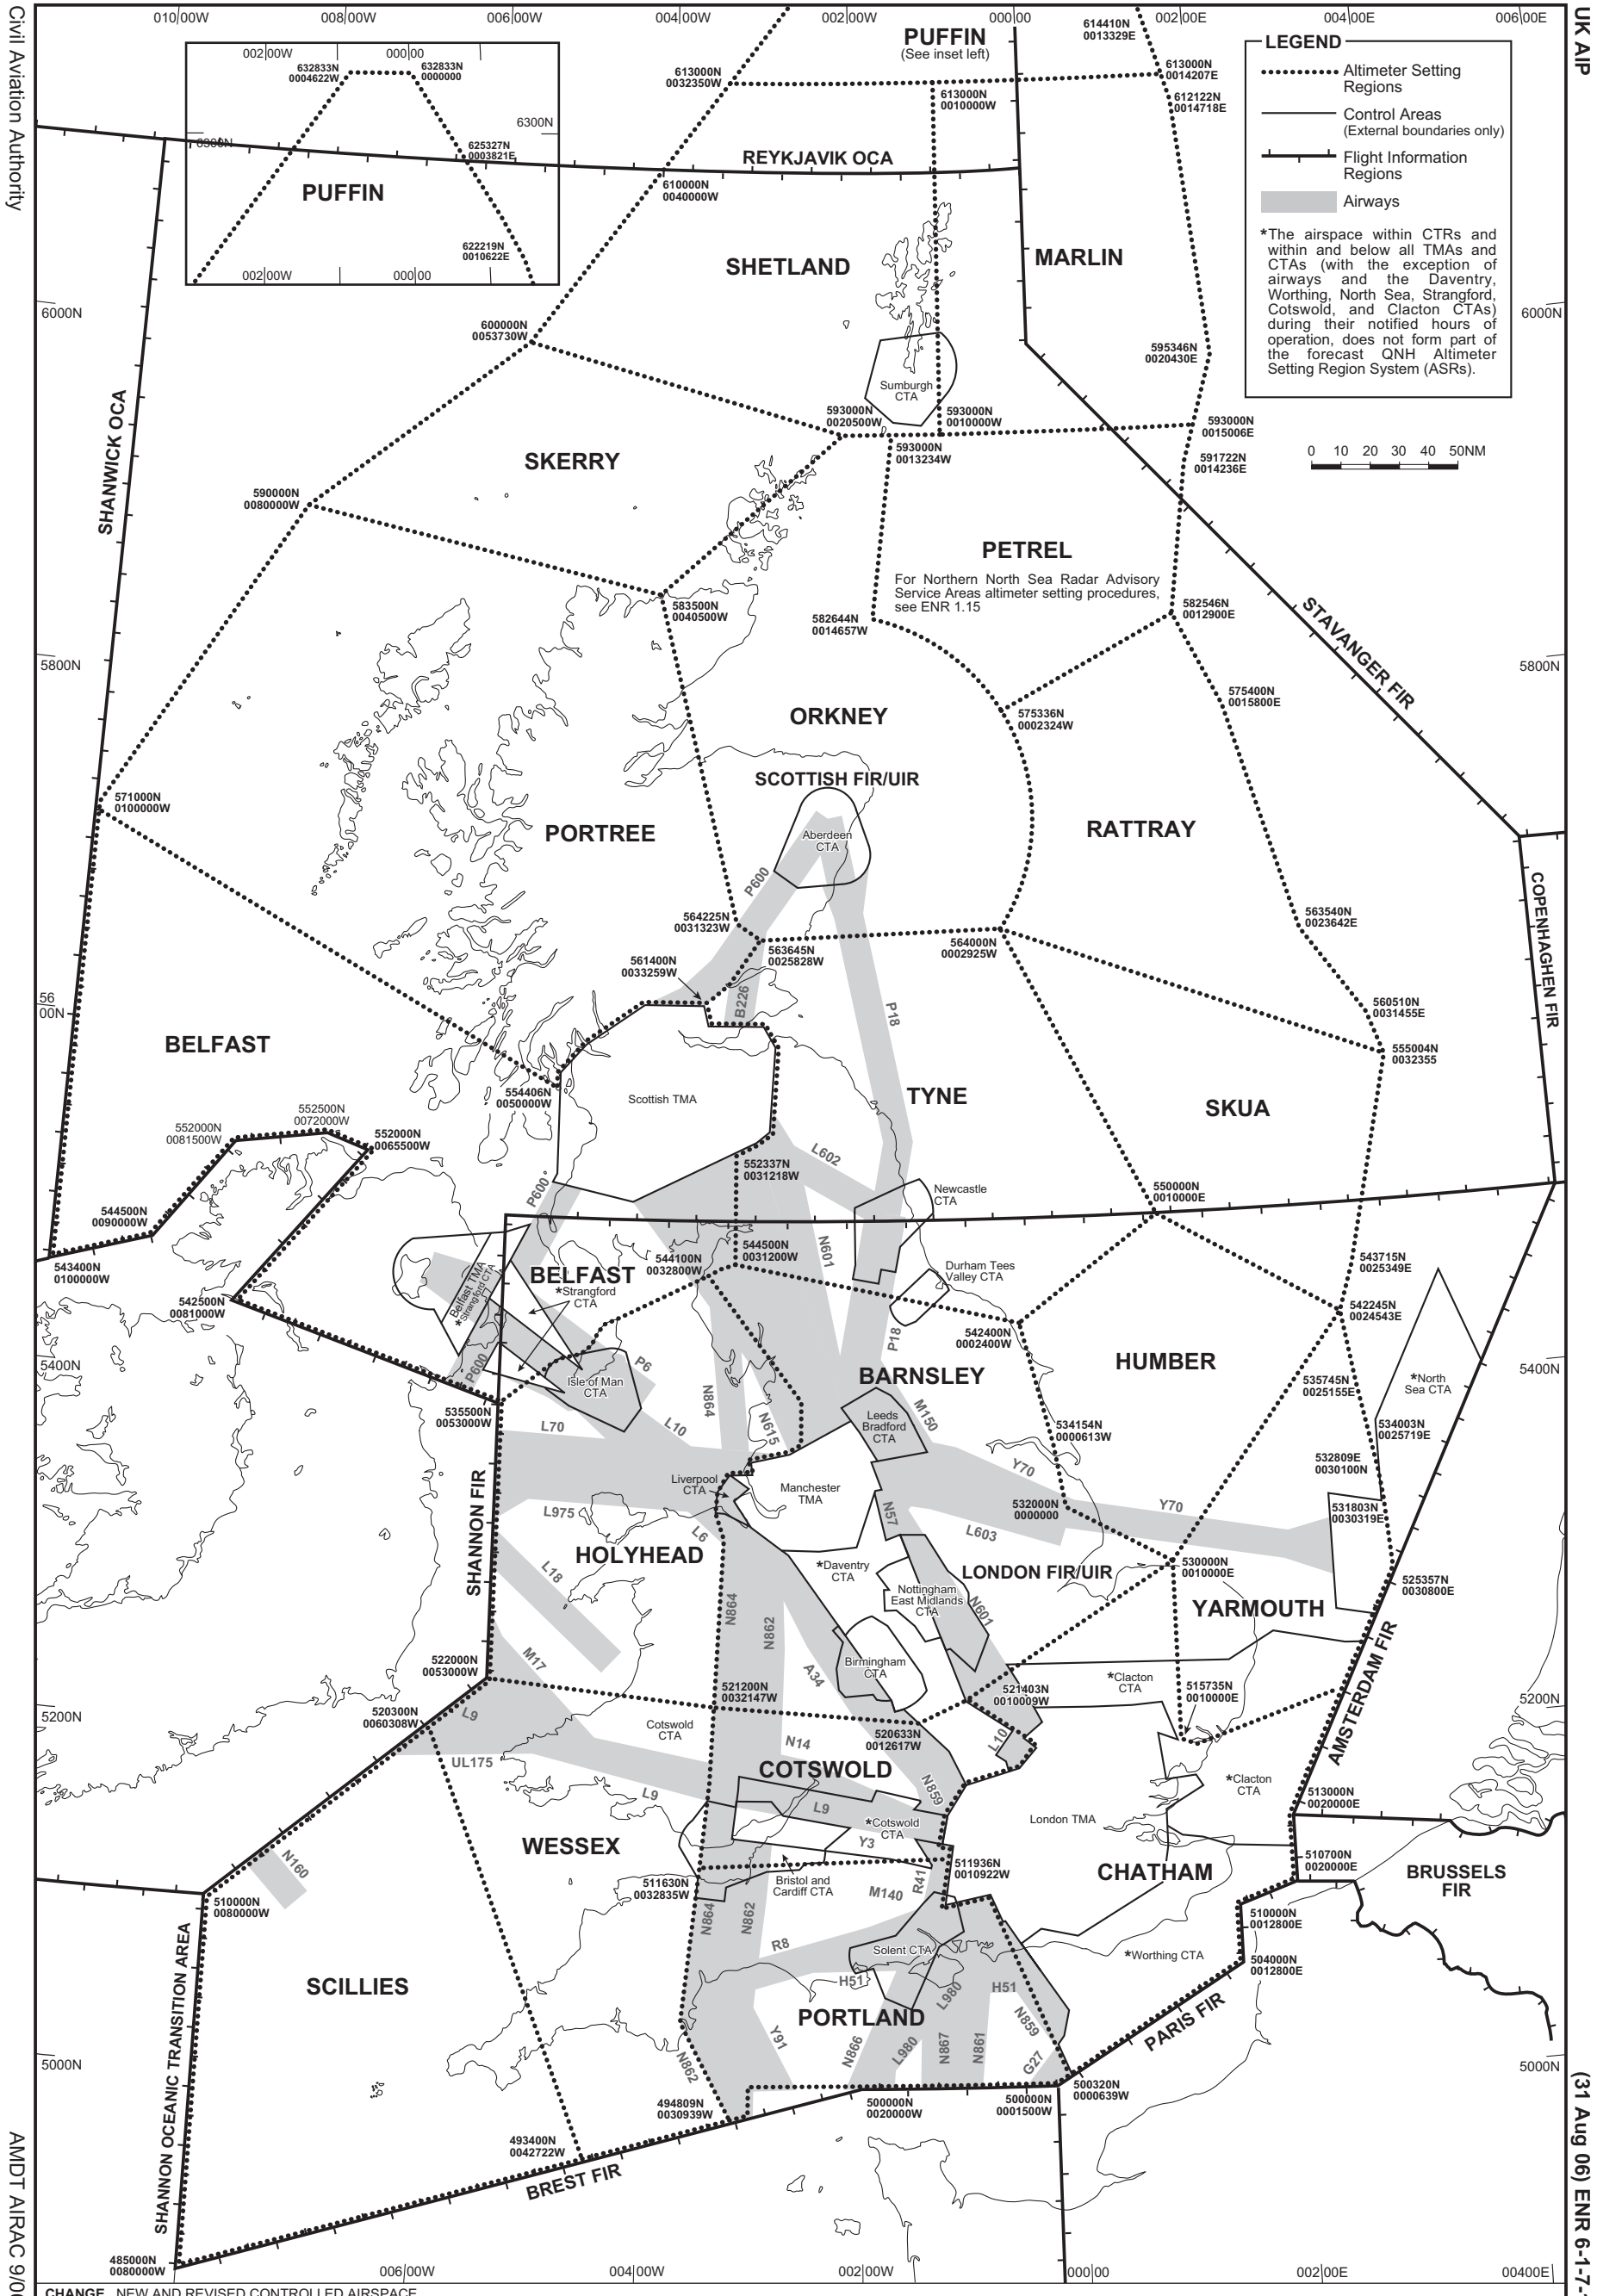 UK AIP
Civil Aviation Authority
010|00W
008|00W
006|00W
004|00W
002|00W
000|00
002|00E
004|00E
006|00E
LEGEND
Altimeter Setting
Regions
Control Areas
(External boundaries only)
Flight Information
Regions
Airways
*The airspace within CTRs and
within and below all TMAs and
CTAs (with the exception of
airways and the Daventry,
Worthing, North Sea, Strangford,
Cotswold, and Clacton CTAs)
during their notified hours of
operation, does not form part of
the forecast QNH Altimeter
Setting Region System (ASRs).
0 10 20 30 40 50NM
002|00W
000|00
632833N
0004622W
632833N
0000000
6300N
6300N
625327N
0003821E
PUFFIN
622219N
0010622E
002|00W
000|00
PUFFIN
(See inset left)
614410N
0013329E
613000N
0032350W
613000N
0010000W
613000N
0014207E
612122N
0014718E
REYKJAVIK OCA
610000N
0040000W
SHETLAND
MARLIN
6000N
6000N
600000N
0053730W
595346N
0020430E
Sumburgh
CTA
593000N
0020500W
593000N
0010000W
593000N
0015006E
593000N
0013234W
591722N
0014236E
SHANWICK OCA
SKERRY
590000N
0080000W
PETREL
For Northern North Sea Radar Advisory
Service Areas altimeter setting procedures,
see ENR 1.15
583500N
0040500W
582644N
0014657W
582546N
0012900E
STAVANGER FIR
5800N
5800N
575400N
0015800E
575336N
0002324W
ORKNEY
SCOTTISH FIR/UIR
571000N
0100000W
PORTREE
Aberdeen
CTA
RATTRAY
P600
COPENHAGHEN FIR
564225N
0031323W
563540N
0023642E
563645N
0025828W
564000N
0002925W
561400N
0033259W
B226
P18
56
00N
560510N
0031455E
555004N
0032355
BELFAST
554406N
0050000W
Scottish TMA
TYNE
SKUA
552500N
0072000W
552000N
0081500W
552000N
0065500W
L602
552337N
0031218W
P600
Newcastle
CTA
550000N
0010000E
544500N
0090000W
543400N
0100000W
544100N
0032800W
544500N
0031200W
N601
Durham Tees
Valley CTA
543715N
0025349E
BELFAST
*Strangford
CTA
Belfast TMA
*Strangford CTA
542500N
0081000W
542400N
0002400W
542245N
0024543E
P18
5400N
5400N
P600
P6
Isle of Man
CTA
BARNSLEY
HUMBER
535745N
0025155E
*North
Sea CTA
535500N
0053000W
N864
N615
Leeds
Bradford
CTA
M150
534154N
0000613W
534003N
0025719E
L70
L10
532809E
0030100N
Y70
SHANNON FIR
Liverpool
CTA
Manchester
TMA
532000N
0000000
Y70
531803N
0030319E
L975
L6
N57
L603
HOLYHEAD
*Daventry
CTA
LONDON FIR/UIR
530000N
0010000E
525357N
0030800E
L18
Nottingham
East Midlands
CTA
N601
YARMOUTH
N864
N862
AMSTERDAM FIR
M17
A34
Birmingham
CTA
522000N
0053000W
521200N
0032147W
521403N
0010009W
*Clacton
CTA
515735N
0010000E
5200N
5200N
520300N
0060308W
L9
Cotswold
CTA
520633N
0012617W
L10
N14
UL175
COTSWOLD
N859
*Clacton
CTA
513000N
0020000E
L9
L9
*Cotswold
CTA
London TMA
Y3
WESSEX
N160
511630N
0032835W
Bristol and
Cardiff CTA
511936N
0010922W
CHATHAM
510700N
0020000E
BRUSSELS
FIR
510000N
0080000W
M140
R41
N864
N862
510000N
0012800E
R8
Solent CTA
*Worthing CTA
504000N
0012800E
SHANNON OCEANIC TRANSITION AREA
SCILLIES
H51
L980
H51
PORTLAND
PARIS FIR
N859
Y91
N866
L980
N867
N861
G27
5000N
5000N
N862
500320N
0000639W
494809N
0030939W
500000N
0020000W
500000N
0001500W
493400N
0042722W
BREST FIR
485000N
0080000W
006|00W
004|00W
002|00W
000|00
002|00E
00400E
CHANGE NEW AND REVISED CONTROLLED AIRSPACE
AMDT AIRAC 9/0
(31 Aug 06) ENR 6-1-7-